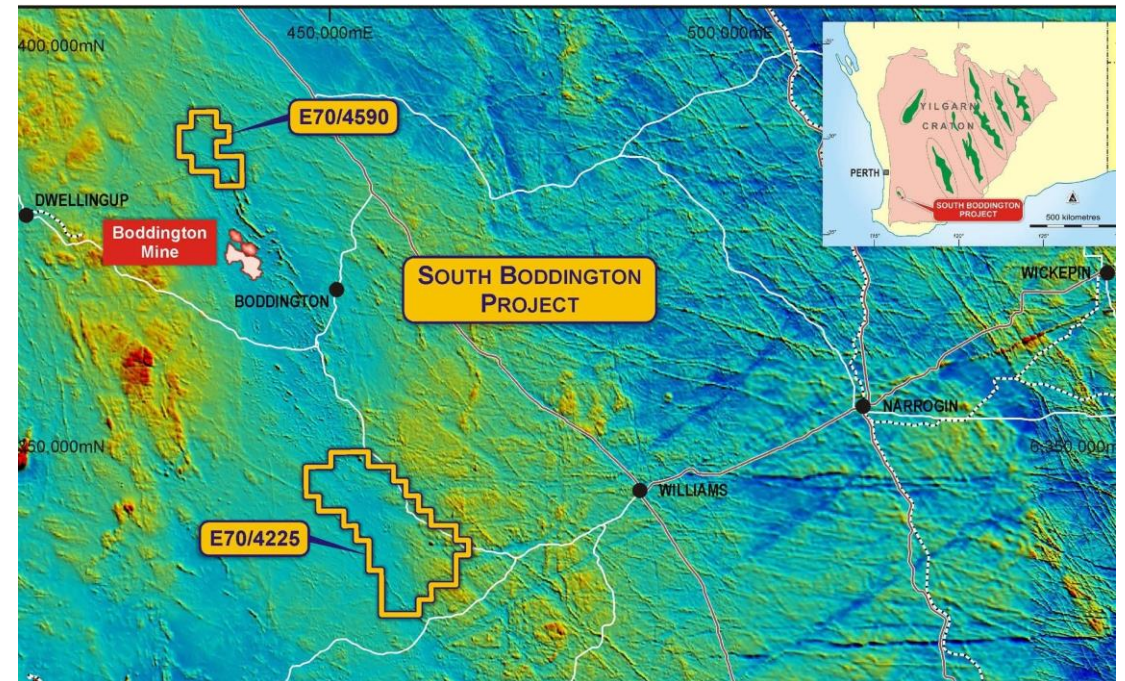 400,000mN
450,000mE
500,000mE
E70/4590
YILGARN
CRATON
PERTH
SOUTH BODDINGTON
PROJECT
500 kilometres
DWELLINGUP
Boddington
Mine
BODDINGTON
SOUTH BODDINGTON
PROJECT
WICKEPIN
NARROGIN
350,000mN
6,350,000m
WILLIAMS
E70/4225